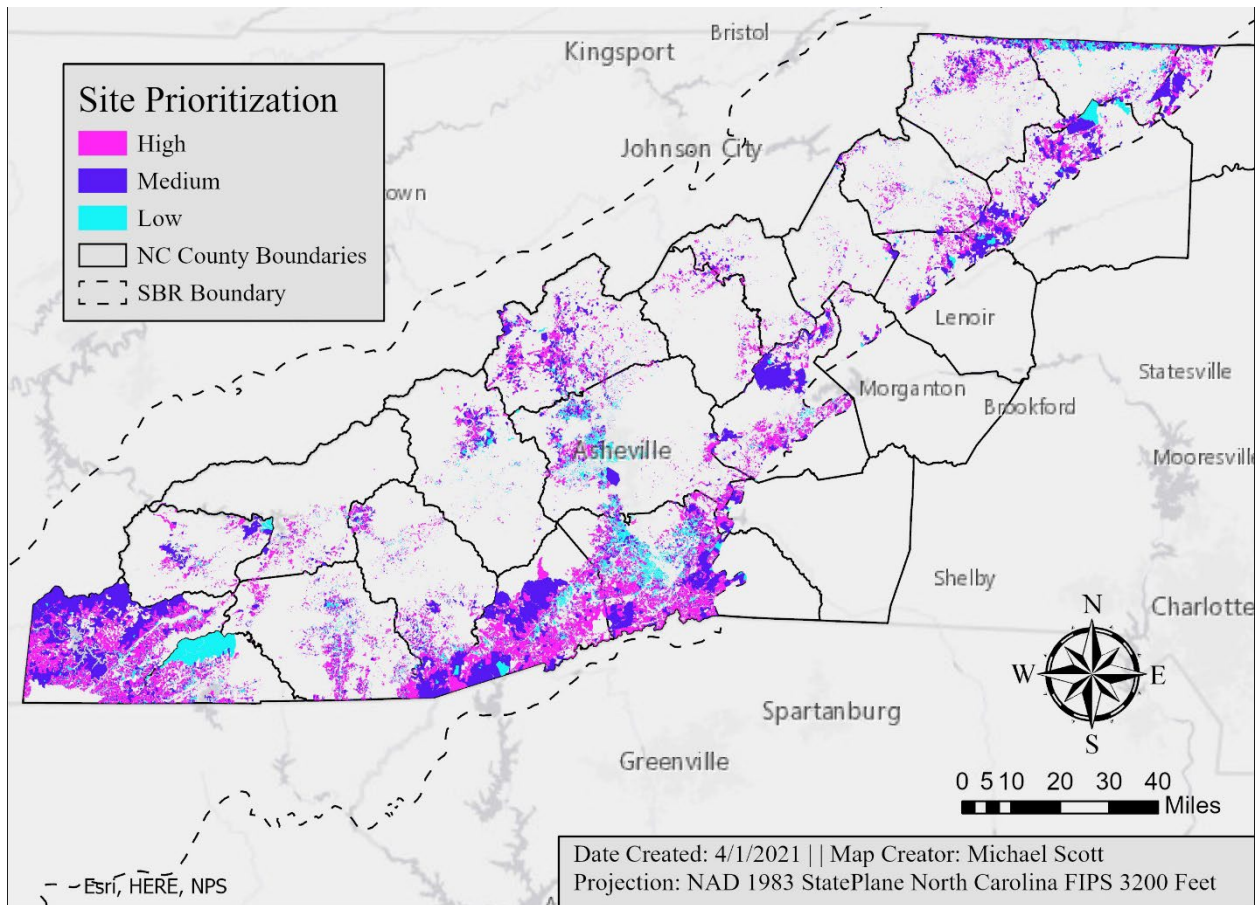 Bristol
Kingsport
Site Prioritization
High
Medium
Low
NC County Boundaries
SBR Boundary
Johnson City
own
Lenoir
Statesville
Morganton
Brookford
Asheville
Mooresville
Shelby
Charlotte
N
W E
S
Spartanburg
Greenville
0 5 10 20 30 40
Miles
Date Created: 4/1/2021 || Map Creator: Michael Scott
Projection: NAD 1983 StatePlane North Carolina FIPS 3200 Feet
Esri, HERE, NPS